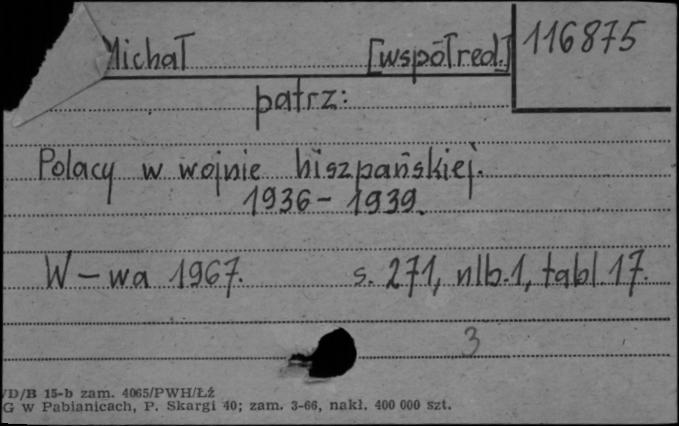 Michał [współred.] 116875
patrz:
Polacy w wojnie hiszpańskiej.
1936-1939.
W-wa 1967. s. 271, nlb. 1, tabl. 17.
3
/D/B 15-b zam. 4065/PWH/Łź
G w Pabianicach, P. Skargi 40; zam. 3-66, nakł. 400 000 szt.